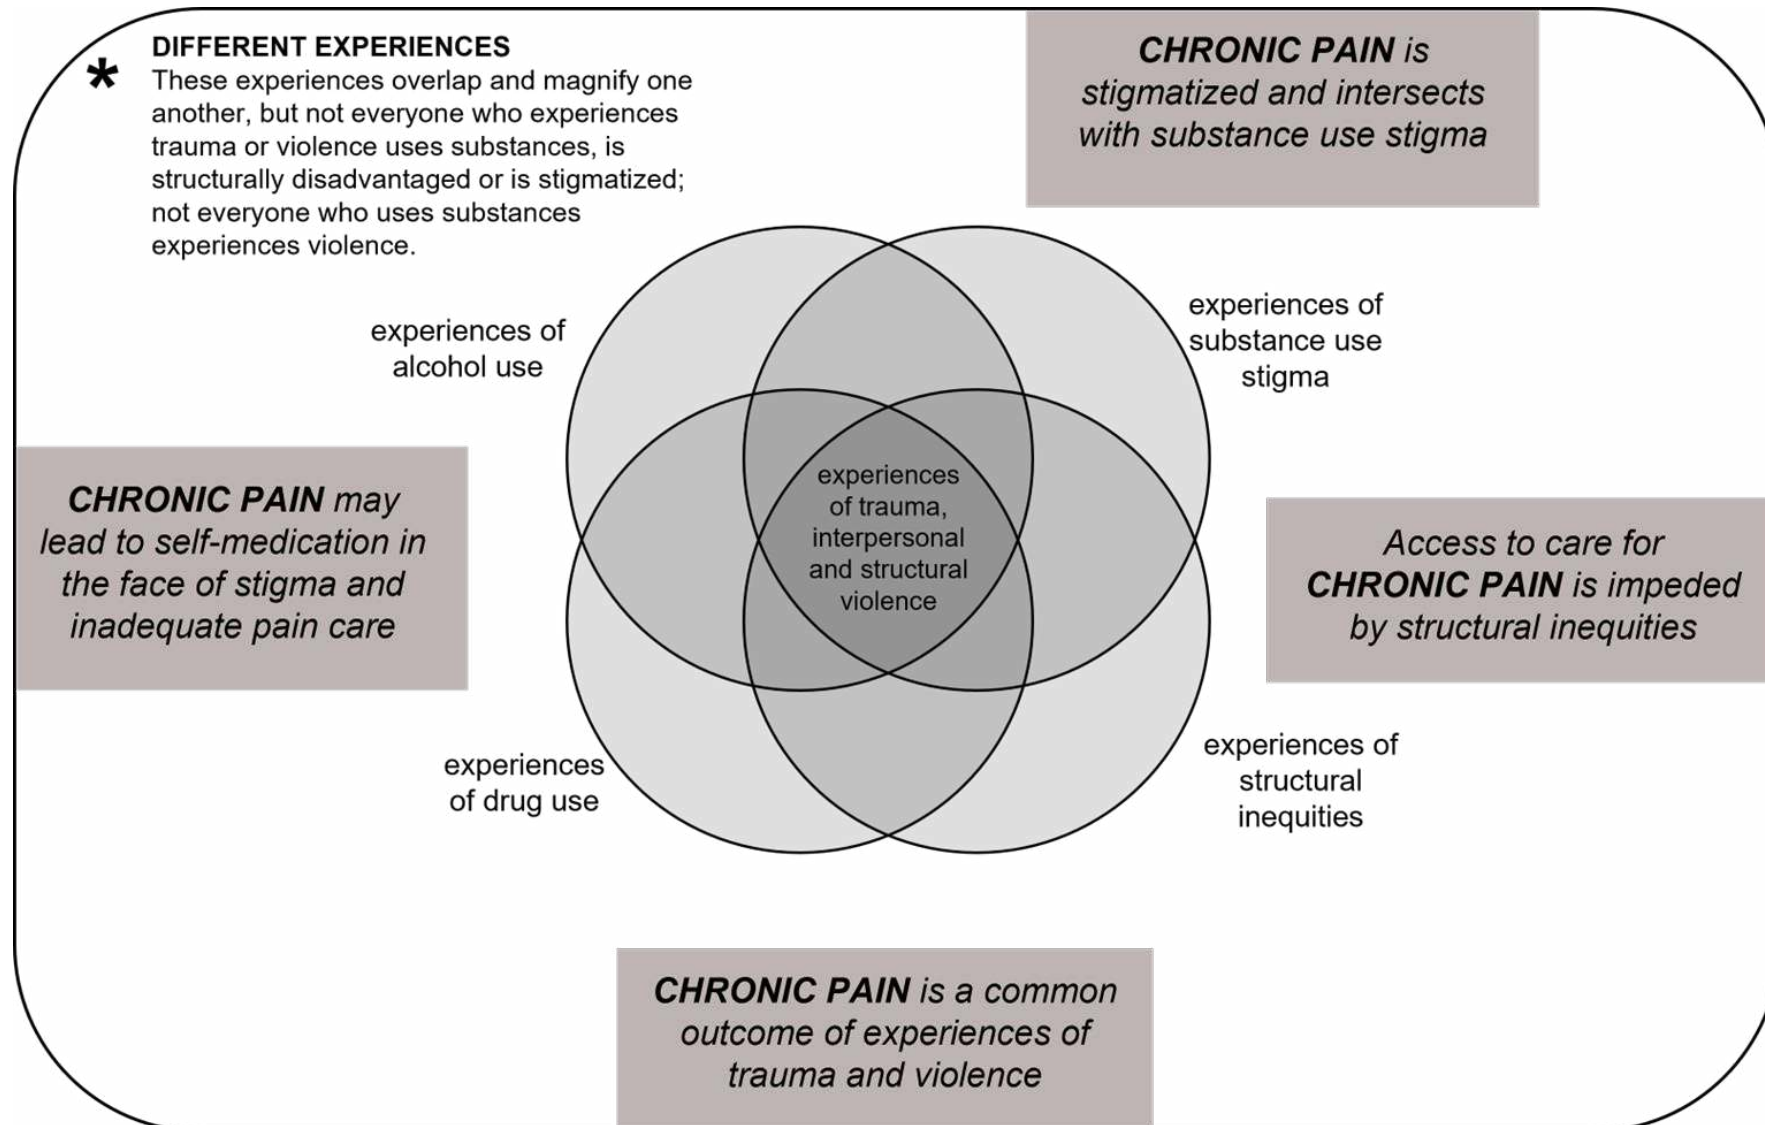 *
DIFFERENT EXPERIENCES
These experiences overlap and magnify one
another, but not everyone who experiences
trauma or violence uses substances, is
structurally disadvantaged or is stigmatized;
not everyone who uses substances
experiences violence.
CHRONIC PAIN is
stigmatized and intersects
with substance use stigma
experiences of
alcohol use
experiences of
substance use
stigma
CHRONIC PAIN may
lead to self-medication in
the face of stigma and
inadequate pain care
experiences
of trauma,
interpersonal
and structural
violence
Access to care for
CHRONIC PAIN is impeded
by structural inequities
experiences
of drug use
experiences of
structural
inequities
CHRONIC PAIN is a common
outcome of experiences of
trauma and violence